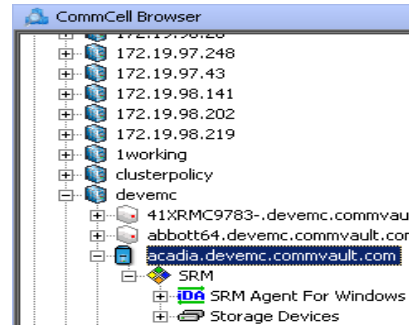 CommCell Browser
172.19.97.248
172.19.97.43
172.19.98.141
172.19.98.202
172.19.98.219
1working
clusterpolicy
devemc
41XRMC9783-.devemc.commvau
abbott64.devemc.commvault.cor
acadia.devemc.commvault.com
SRM
iDA SRM Agent For Windows
Storage Devices